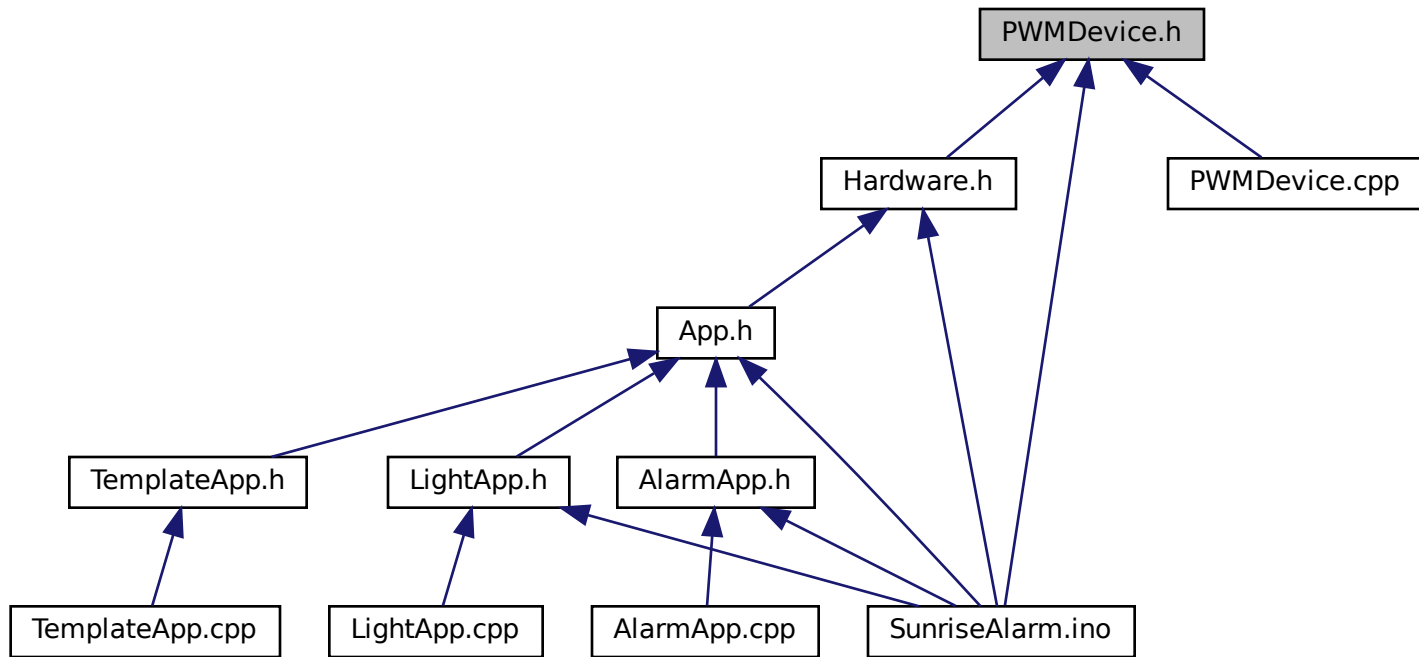 PWMDevice.h
Hardware.h
PWMDevice.cpp
App.h
TemplateApp.h
LightApp.h
AlarmApp.h
TemplateApp.cpp
LightApp.cpp
AlarmApp.cpp
SunriseAlarm.ino